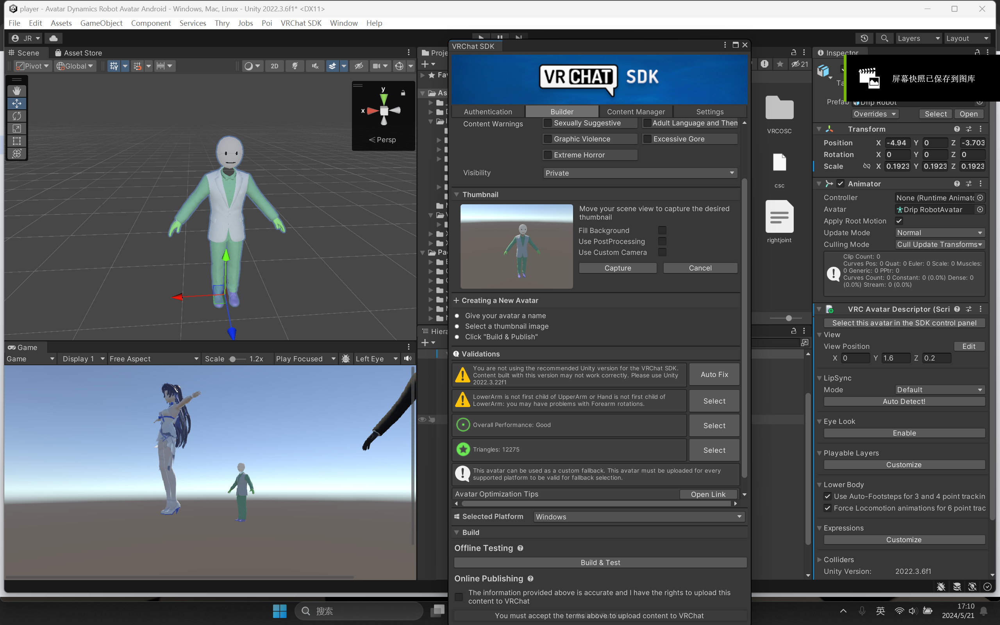 player - Avatar Dynamics Robot Avatar Android - Windows, Mac, Linux - Unity 2022.3.6f1* <DX11>
File Edit Assets GameObject Component Services Thry Jobs Poi VRChat SDK Window Help
JR
Layers
Layout
Scene
Asset Store
Pivot
Global
2D
y
x
Persp
Game
Game
Display 1
Free Aspect
Scale
1.2x
Play Focused
Left Eye
Proje
Fav
As
Pa
Hiera
21
VRCOSC
csc
rightjoint
VRChat SDK
VR CHAT SDK
Authentication Builder Content Manager Settings
Content Warnings
Sexually Suggestive
Adult Language and Then
Graphic Violence
Excessive Gore
Extreme Horror
Visibility
Private
Thumbnail
Move your scene view to capture the desired
thumbnail
Fill Background
Use PostProcessing
Use Custom Camera
Capture
Cancel
Creating a New Avatar
Give your avatar a name
Select a thumbnail image
Click "Build & Publish"
Validations
You are not using the recommended Unity version for the VRChat SDK.
Content built with this version may not work correctly. Please use Unity
2022.3.22f1
Auto Fix
LowerArm is not first child of UpperArm or Hand is not first child of
LowerArm: you may have problems with Forearm rotations.
Select
Overall Performance: Good
Select
Triangles: 12275
Select
This avatar can be used as a custom fallback. This avatar must be uploaded for every
supported platform to be valid for fallback selection.
Avatar Optimization Tips
Open Link
Selected Platform
Windows
Build
Offline Testing
Build & Test
Online Publishing
The information provided above is accurate and I have the rights to upload this
content to VRChat
You must accept the terms above to upload content to VRChat
Inspector
屏幕快照已保存到图库
Ta
Prefab
Drip Robot
Overrides
Select
Open
Transform
Position X -4.94 Y 0 Z -3.703
Rotation X 0 Y 0 Z 0
Scale X 0.1923 Y 0.1923 Z 0.1923
Animator
Controller None (Runtime Animato
Avatar Drip RobotAvatar
Apply Root Motion
Update Mode Normal
Culling Mode Cull Update Transforms
Clip Count: 0
Curves Pos: 0 Quat: 0 Euler: 0 Scale: 0 Muscles:
0 Generic: 0 PPtr: 0
Curves Count: 0 Constant: 0 (0.0%) Dense: 0
(0.0%) Stream: 0 (0.0%)
VRC Avatar Descriptor (Scri
Select this avatar in the SDK control panel
View
View Position
Edit
X 0 Y 1.6 Z 0.2
LipSync
Mode Default
Auto Detect!
Eye Look
Enable
Playable Layers
Customize
Lower Body
Use Auto-Footsteps for 3 and 4 point trackin
Force Locomotion animations for 6 point trac
Expressions
Customize
Colliders
Unity Version: 2022.3.6f1
搜索
英
17:10
2024/5/21